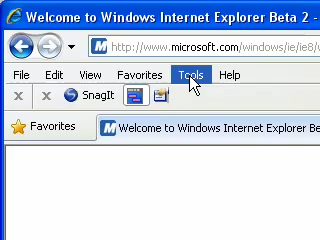 Welcome to Windows Internet Explorer Beta 2 -
http://www.microsoft.com/windows/ie/ie8/
File Edit View Favorites Tools Help
x x SnagIt
Favorites Welcome to Windows Internet Explorer Be